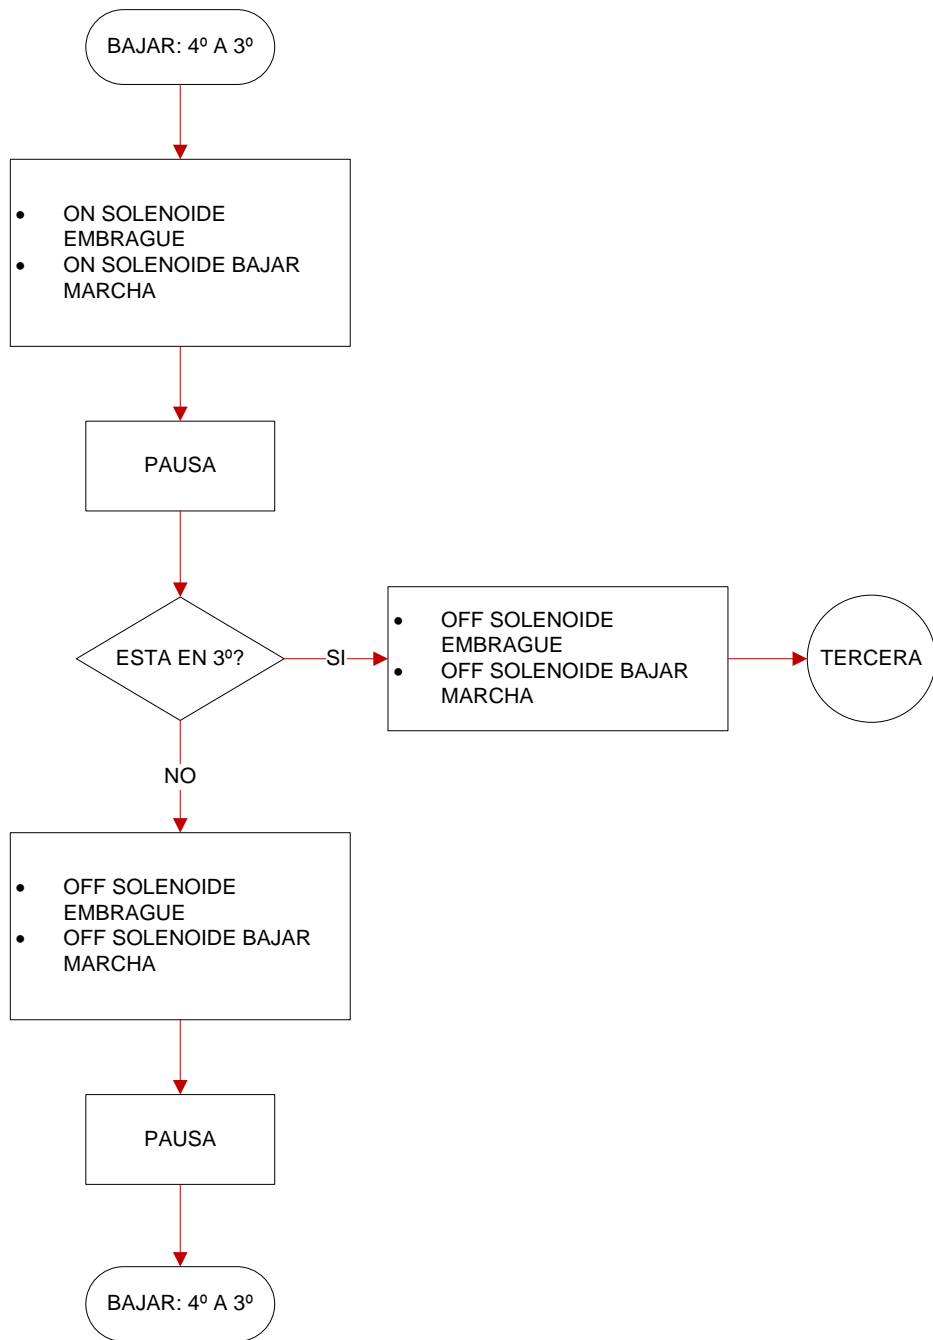 BAJAR: 4º A 3º
• ON SOLENOIDE
EMBRAGUE
• ON SOLENOIDE BAJAR
MARCHA
PAUSA
ESTA EN 3º?
SI
• OFF SOLENOIDE
EMBRAGUE
• OFF SOLENOIDE BAJAR
MARCHA
TERCERA
NO
• OFF SOLENOIDE
EMBRAGUE
• OFF SOLENOIDE BAJAR
MARCHA
PAUSA
BAJAR: 4º A 3º